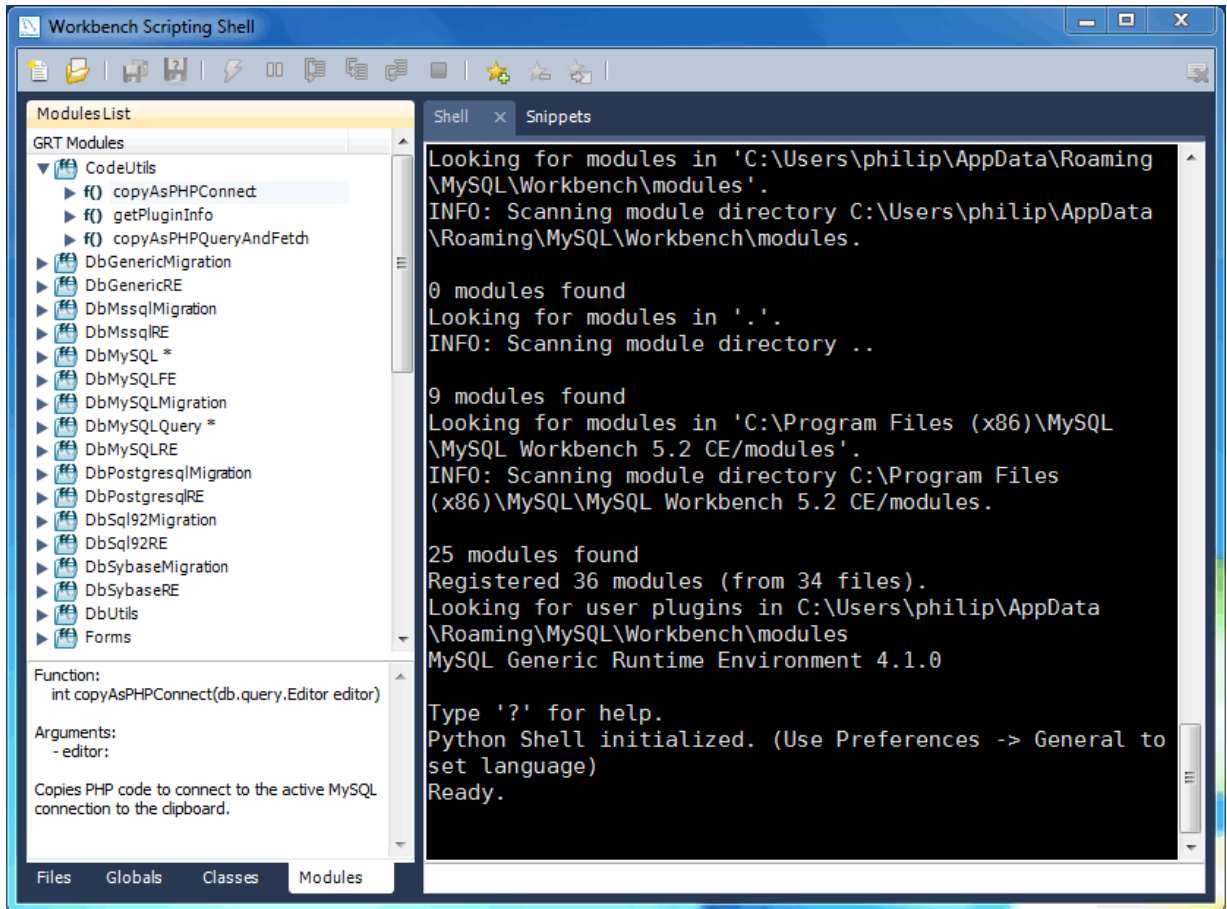 Workbench Scripting Shell
Modules List
GRT Modules
CodeUtils
f() copyAsPHPConnect
f() getPluginInfo
f() copyAsPHPQueryAndFetch
DbGenericMigration
DbGenericRE
DbMssqlMigration
DbMssqlRE
DbMySQL *
DbMySQLFE
DbMySQLMigration
DbMySQLQuery *
DbMySQLRE
DbPostgresqlMigration
DbPostgresqlRE
DbSql92Migration
DbSql92RE
DbSybaseMigration
DbSybaseRE
DbUtils
Forms
Function:
int copyAsPHPConnect(db.query.Editor editor)
Arguments:
- editor:
Copies PHP code to connect to the active MySQL
connection to the clipboard.
Files Globals Classes Modules
Shell × Snippets
Looking for modules in 'C:\Users\philip\AppData\Roaming
\MySQL\Workbench\modules'.
INFO: Scanning module directory C:\Users\philip\AppData
\Roaming\MySQL\Workbench\modules.
0 modules found
Looking for modules in '.'.
INFO: Scanning module directory ..
9 modules found
Looking for modules in 'C:\Program Files (x86)\MySQL
\MySQL Workbench 5.2 CE/modules'.
INFO: Scanning module directory C:\Program Files
(x86)\MySQL\MySQL Workbench 5.2 CE/modules.
25 modules found
Registered 36 modules (from 34 files).
Looking for user plugins in C:\Users\philip\AppData
\Roaming\MySQL\Workbench\modules
MySQL Generic Runtime Environment 4.1.0
Type '?' for help.
Python Shell initialized. (Use Preferences -> General to
set language)
Ready.